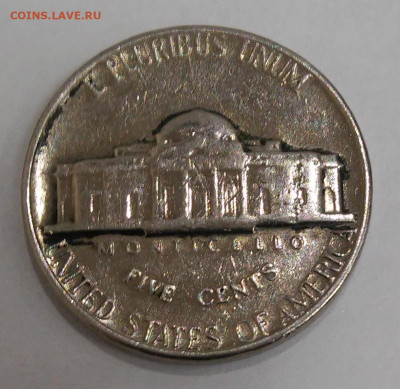 COINS.LAVE.RU
E PLURIBUS UNUM
MONTICELLO
FIVE CENTS
UNITED STATES OF AMERICA